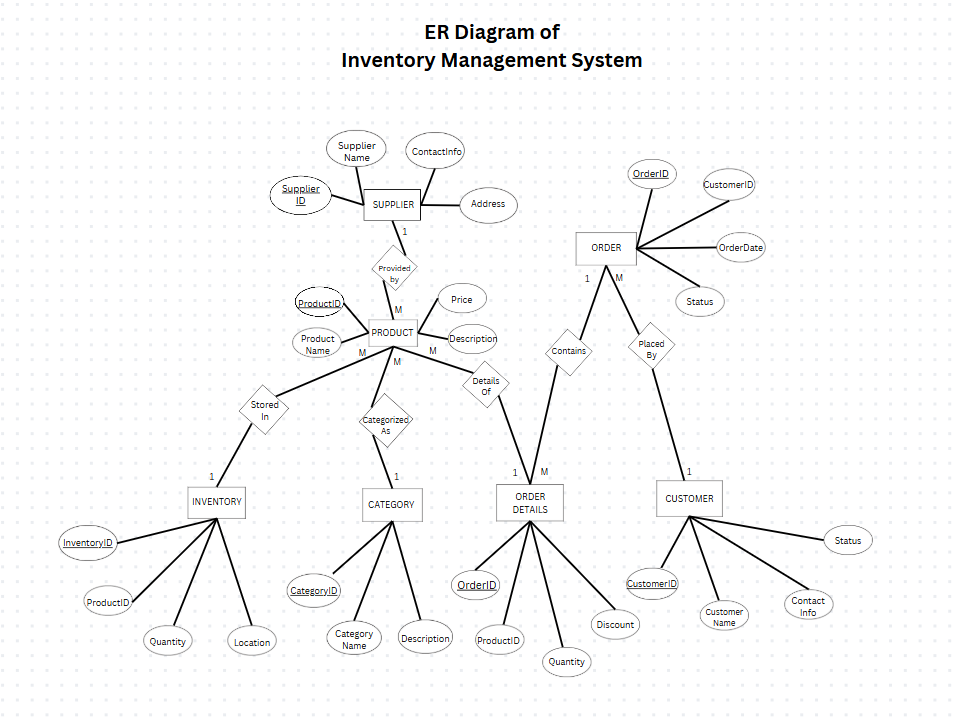 ER Diagram of
Inventory Management System
Supplier
Name
ContactInfo
Supplier
ID
SUPPLIER
Address
1
Provided
by
M
ProductID
Price
Product
Name
PRODUCT
Description
M
M
M
Stored
In
Categorized
As
Details
Of
OrderID
CustomerID
ORDER
OrderDate
Status
1
M
Contains
Placed
By
1
1
1
M
1
INVENTORY
CATEGORY
ORDER
DETAILS
CUSTOMER
InventoryID
ProductID
Quantity
Location
CategoryID
Category
Name
Description
OrderID
ProductID
Quantity
Discount
CustomerID
Customer
Name
Contact
Info
Status